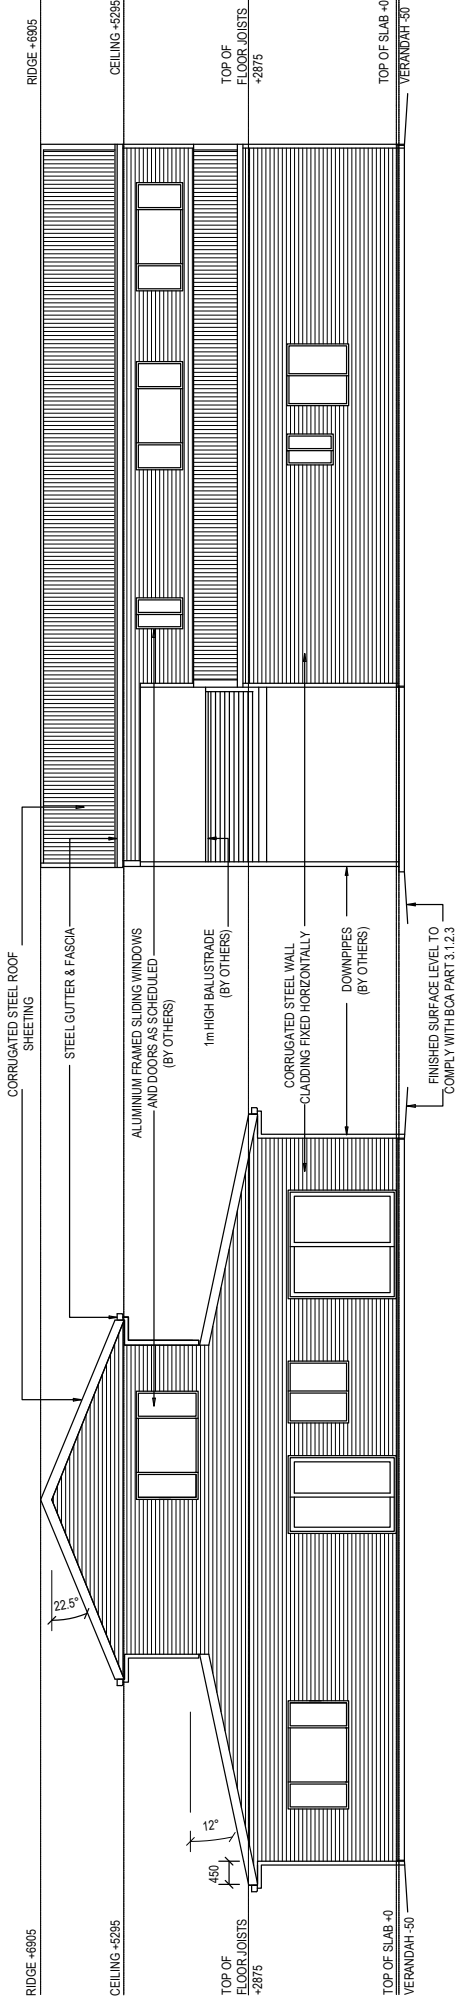 RIDGE +6905
CEILING +5295
TOP OF
FLOOR JOISTS
+2875
TOP OF SLAB +0
VERANDAH -50
CORRUGATED STEEL ROOF
SHEETING
STEEL GUTTER & FASCIA
ALUMINIUM FRAMED SLIDING WINDOWS
AND DOORS AS SCHEDULED
(BY OTHERS)
1m HIGH BALUSTRADE
(BY OTHERS)
CORRUGATED STEEL WALL
CLADDING FIXED HORIZONTALLY
DOWNPIPES
(BY OTHERS)
FINISHED SURFACE LEVEL TO
COMPLY WITH BCA PART 3.1.2.3
22.5°
12°
450
RIDGE +6905
CEILING +5295
TOP OF
FLOOR JOISTS
+2875
TOP OF SLAB +0
VERANDAH -50